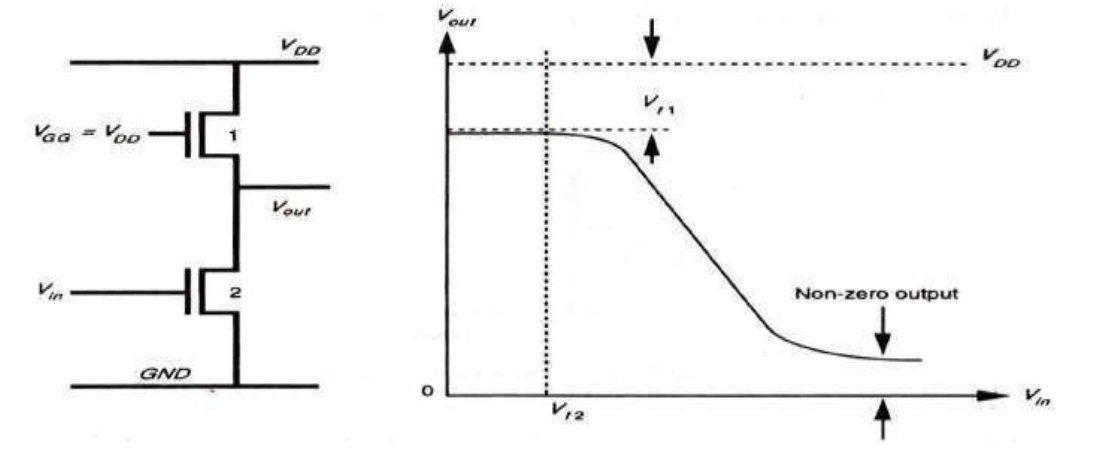 V_DD
V_GG = V_DD
1
V_out
V_in
2
GND
V_out
V_DD
V_t1
Non-zero output
0
V_t2
V_in